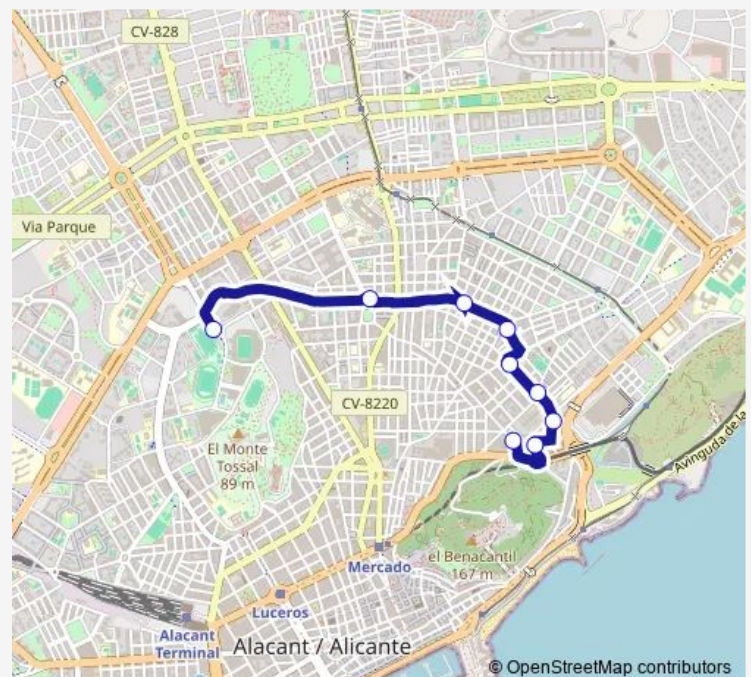 CV-828
Via Parque
CV-8220
El Monte
Tossal
89 m
Avinguda de la
el Benacantil
167 m
Mercado
Luceros
Alacant
Terminal
Alacant / Alicante
© OpenStreetMap contributors